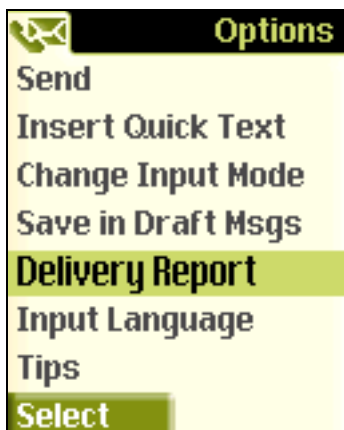 Options
Send
Insert Quick Text
Change Input Mode
Save in Draft Msgs
Delivery Report
Input Language
Tips
Select